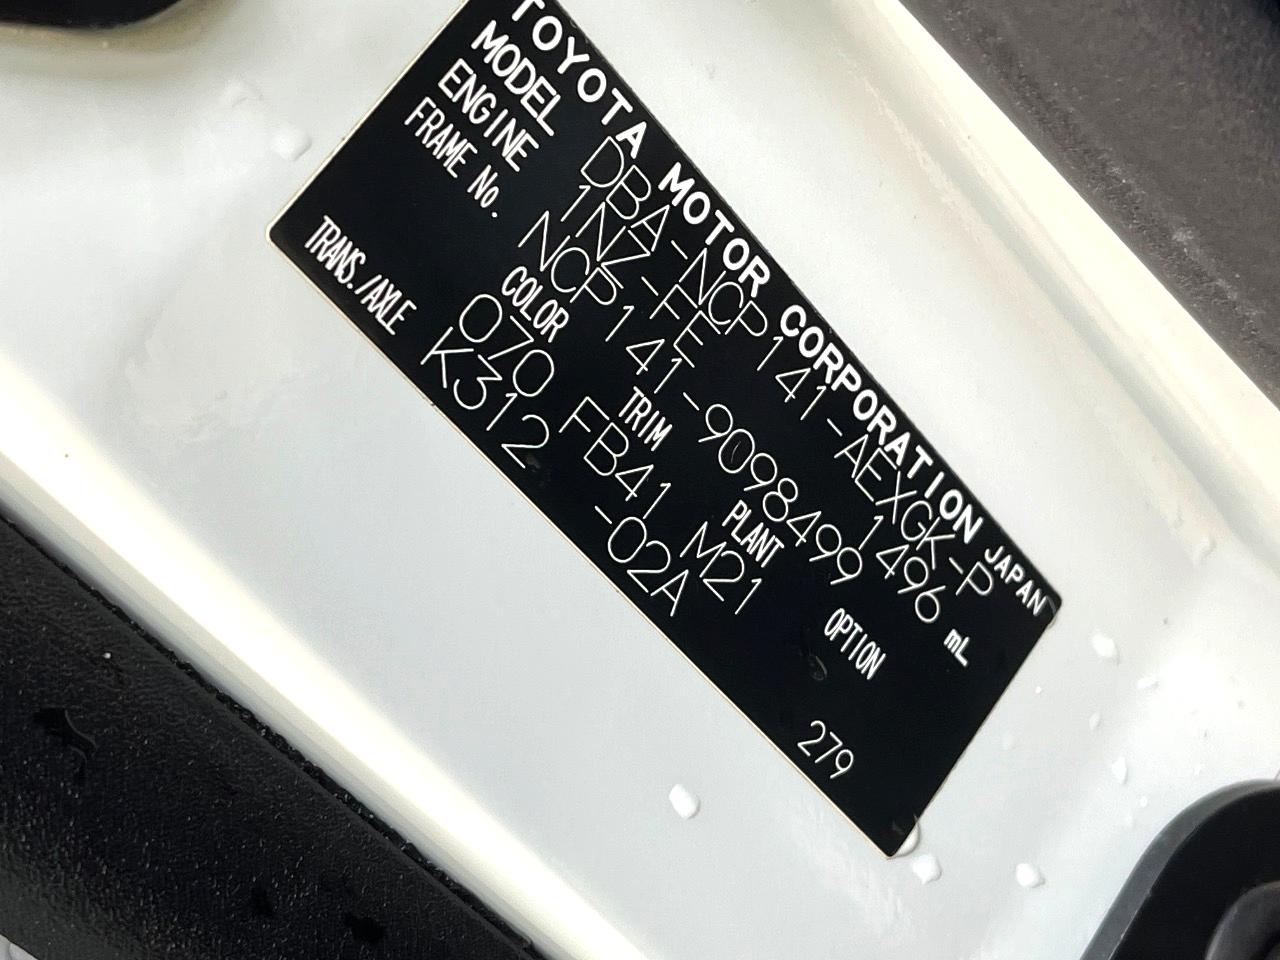 TOYOTA MOTOR CORPORATION JAPAN
MODEL DBA-NCP141-AEXGK-P
ENGINE 1NZ-FE 1496 mL
FRAME No. NCP141-9098499
COLOR TRIM PLANT OPTION
070 FB41 M21
TRANS./AXLE K312 -02A 279